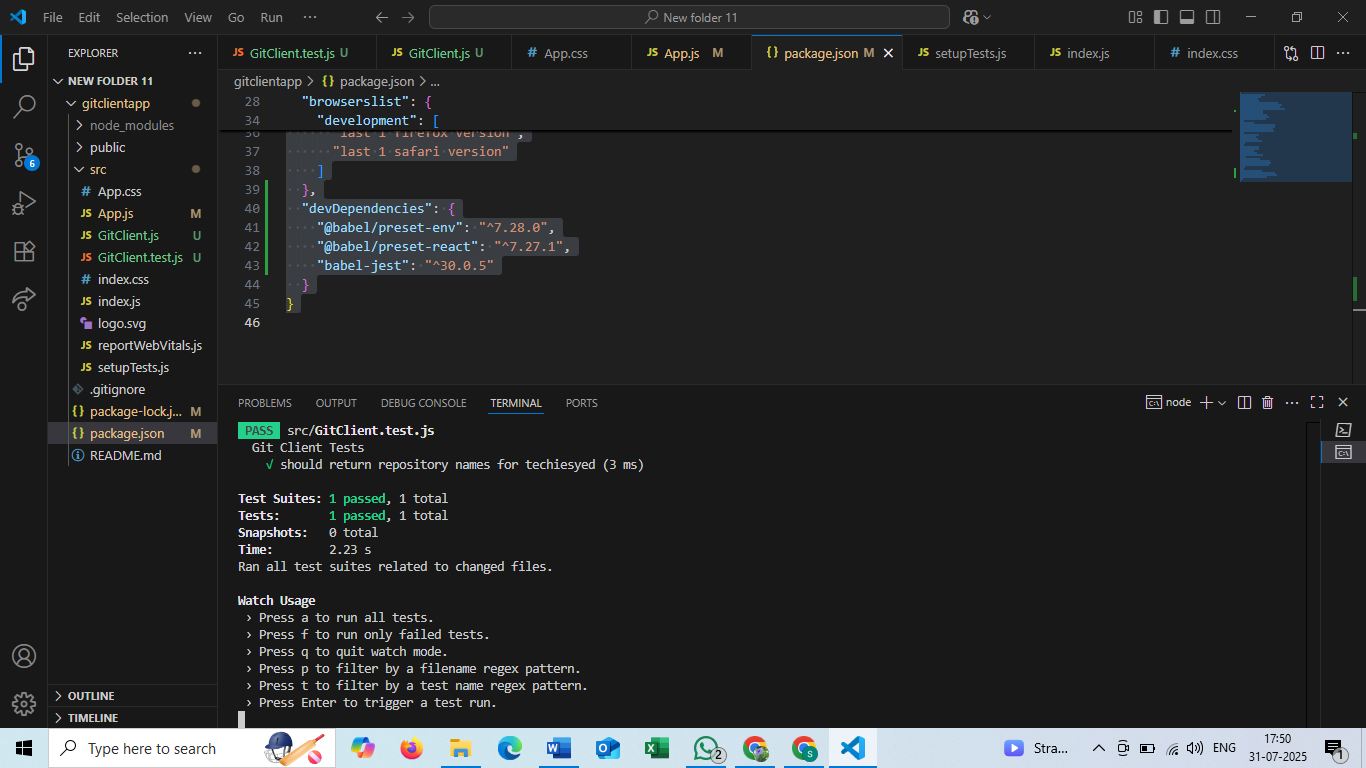 File Edit Selection View Go Run ··· New folder 11
EXPLORER ···
NEW FOLDER 11
gitclientapp
node_modules
public
src
# App.css
JS App.js M
JS GitClient.js U
JS GitClient.test.js U
# index.css
JS index.js
logo.svg
JS reportWebVitals.js
JS setupTests.js
.gitignore
{} package-lock.j... M
{} package.json M
README.md
OUTLINE
TIMELINE
6
JS GitClient.test.js U JS GitClient.js U # App.css JS App.js M {} package.json M JS setupTests.js JS index.js # index.css ···
gitclientapp > {} package.json > ...
28 "browserslist": {
34 "development": [
36 "last 1 firefox version",
37 "last 1 safari version"
38 ]
39 },
40 "devDependencies": {
41 "@babel/preset-env": "^7.28.0",
42 "@babel/preset-react": "^7.27.1",
43 "babel-jest": "^30.0.5"
44 }
45 }
46
PROBLEMS OUTPUT DEBUG CONSOLE TERMINAL PORTS node ···
PASS src/GitClient.test.js
Git Client Tests
√ should return repository names for techiesyed (3 ms)
Test Suites: 1 passed, 1 total
Tests: 1 passed, 1 total
Snapshots: 0 total
Time: 2.23 s
Ran all test suites related to changed files.
Watch Usage
› Press a to run all tests.
› Press f to run only failed tests.
› Press q to quit watch mode.
› Press p to filter by a filename regex pattern.
› Press t to filter by a test name regex pattern.
› Press Enter to trigger a test run.
Type here to search
2
S
Stra...
ENG
17:50
31-07-2025
1